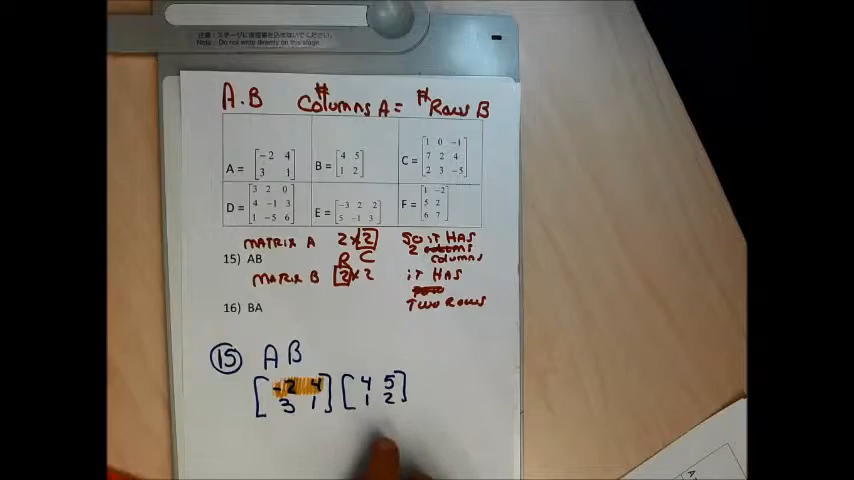 注意：ステージに直接書き込まないで下さい。
Note : Do not write directly on this stage.
A.B # Columns A = # Rows B
A = [-2 4 B = [4 5 C = [1 0 -1
3 1] 1 2] 7 2 4
2 3 -5]
D = [3 2 0 E = [-3 2 2 F = [1 -2
4 -1 3 5 -1 3] 5 2
1 -5 6] 6 7]
MATRIX A 2x2 SO IT HAS
R C 2 columns
15) AB
MATRIX B 2x2 iT HAS
TWO ROWS
16) BA
15 AB
[-2 4 [4 5
3 1] 1 2]